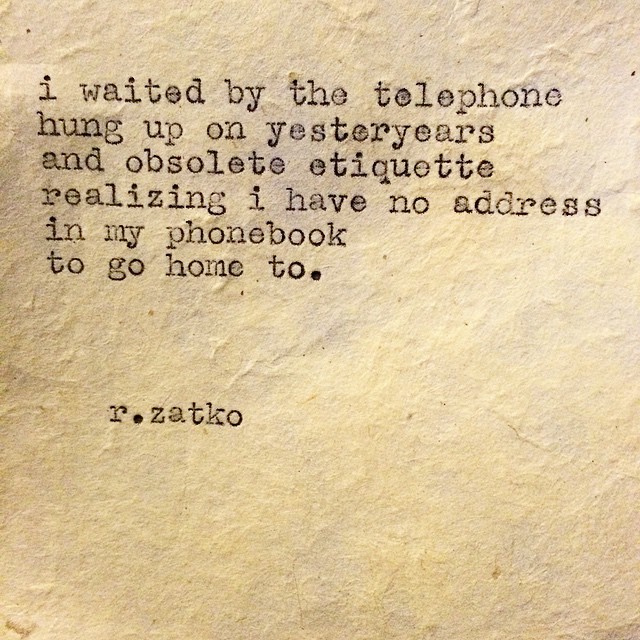 i waited by the telephone
hung up on yesteryears
and obsolete etiquette
realizing i have no address
in my phonebook
to go home to.
r.zatko